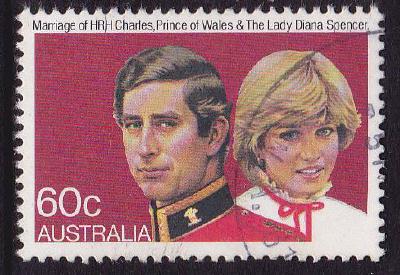 Marriage of HRH Charles, Prince of Wales & The Lady Diana Spencer,
60c
AUSTRALIA